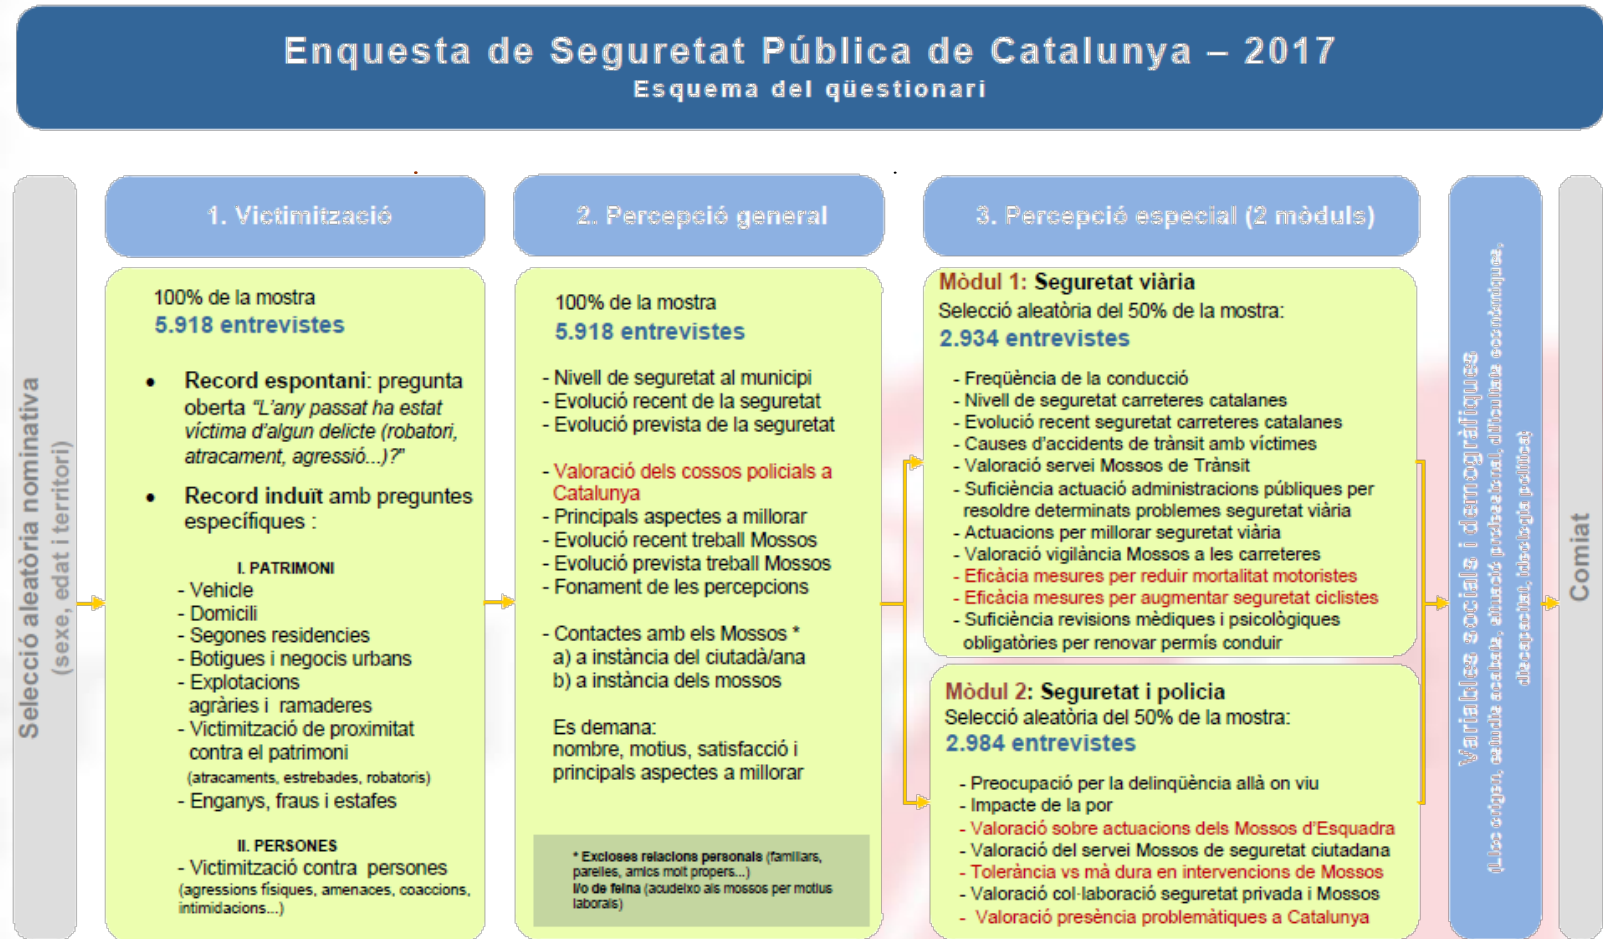 Enquesta de Seguretat Pública de Catalunya – 2017
Esquema del qüestionari
Selecció aleatòria nominativa
(sexe, edat i territori)
1. Victimització
100% de la mostra
5.918 entrevistes
• Record espontani: pregunta
oberta “L'any passat ha estat
víctima d'algun delicte (robatori,
atracament, agressió...)?”
• Record induït amb preguntes
específiques :
I. PATRIMONI
- Vehicle
- Domicili
- Segones residencies
- Botigues i negocis urbans
- Explotacions
agràries i ramaderes
- Victimització de proximitat
contra el patrimoni
(atracaments, estrebades, robatoris)
- Enganys, fraus i estafes
II. PERSONES
- Victimització contra persones
(agressions físiques, amenaces, coaccions,
intimidacions...)
2. Percepció general
100% de la mostra
5.918 entrevistes
- Nivell de seguretat al municipi
- Evolució recent de la seguretat
- Evolució prevista de la seguretat
- Valoració dels cossos policials a
Catalunya
- Principals aspectes a millorar
- Evolució recent treball Mossos
- Evolució prevista treball Mossos
- Fonament de les percepcions
- Contactes amb els Mossos *
a) a instància del ciutadà/ana
b) a instància dels mossos
Es demana:
nombre, motius, satisfacció i
principals aspectes a millorar
* Excloses relacions personals (familiars,
parelles, amics molt propers...)
i/o de feina (acudeixo als mossos per motius
laborals)
3. Percepció especial (2 mòduls)
Mòdul 1: Seguretat viària
Selecció aleatòria del 50% de la mostra:
2.934 entrevistes
- Freqüència de la conducció
- Nivell de seguretat carreteres catalanes
- Evolució recent seguretat carreteres catalanes
- Causes d'accidents de trànsit amb víctimes
- Valoració servei Mossos de Trànsit
- Suficiència actuació administracions públiques per
resoldre determinats problemes seguretat viària
- Actuacions per millorar seguretat viària
- Valoració vigilància Mossos a les carreteres
- Eficàcia mesures per reduir mortalitat motoristes
- Eficàcia mesures per augmentar seguretat ciclistes
- Suficiència revisions mèdiques i psicològiques
obligatòries per renovar permís conduir
Mòdul 2: Seguretat i policia
Selecció aleatòria del 50% de la mostra:
2.984 entrevistes
- Preocupació per la delinqüència allà on viu
- Impacte de la por
- Valoració sobre actuacions dels Mossos d'Esquadra
- Valoració del servei Mossos de seguretat ciutadana
- Tolerància vs mà dura en intervencions de Mossos
- Valoració col·laboració seguretat privada i Mossos
- Valoració presència problemàtiques a Catalunya
Variables socials i demogràfiques
(Lloc origen, estudis acabats, situació professional, dificultats econòmiques,
discapacitat, ideologia política)
Comiat